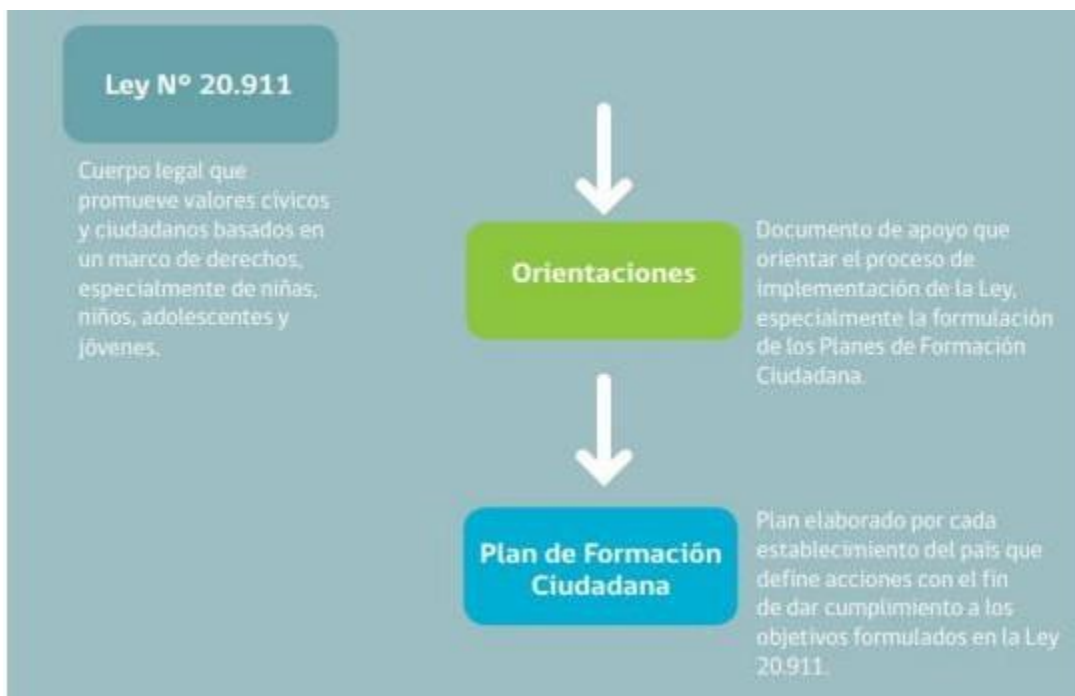 Ley N° 20.911
Cuerpo legal que
promueve valores cívicos
y ciudadanos basados en
un marco de derechos,
especialmente de niñas,
niños, adolescentes y
jóvenes.
Orientaciones
Documento de apoyo que
orientar el proceso de
implementación de la Ley,
especialmente la formulación
de los Planes de Formación
Ciudadana.
Plan de Formación
Ciudadana
Plan elaborado por cada
establecimiento del país que
define acciones con el fin
de dar cumplimiento a los
objetivos formulados en la Ley
20.911.